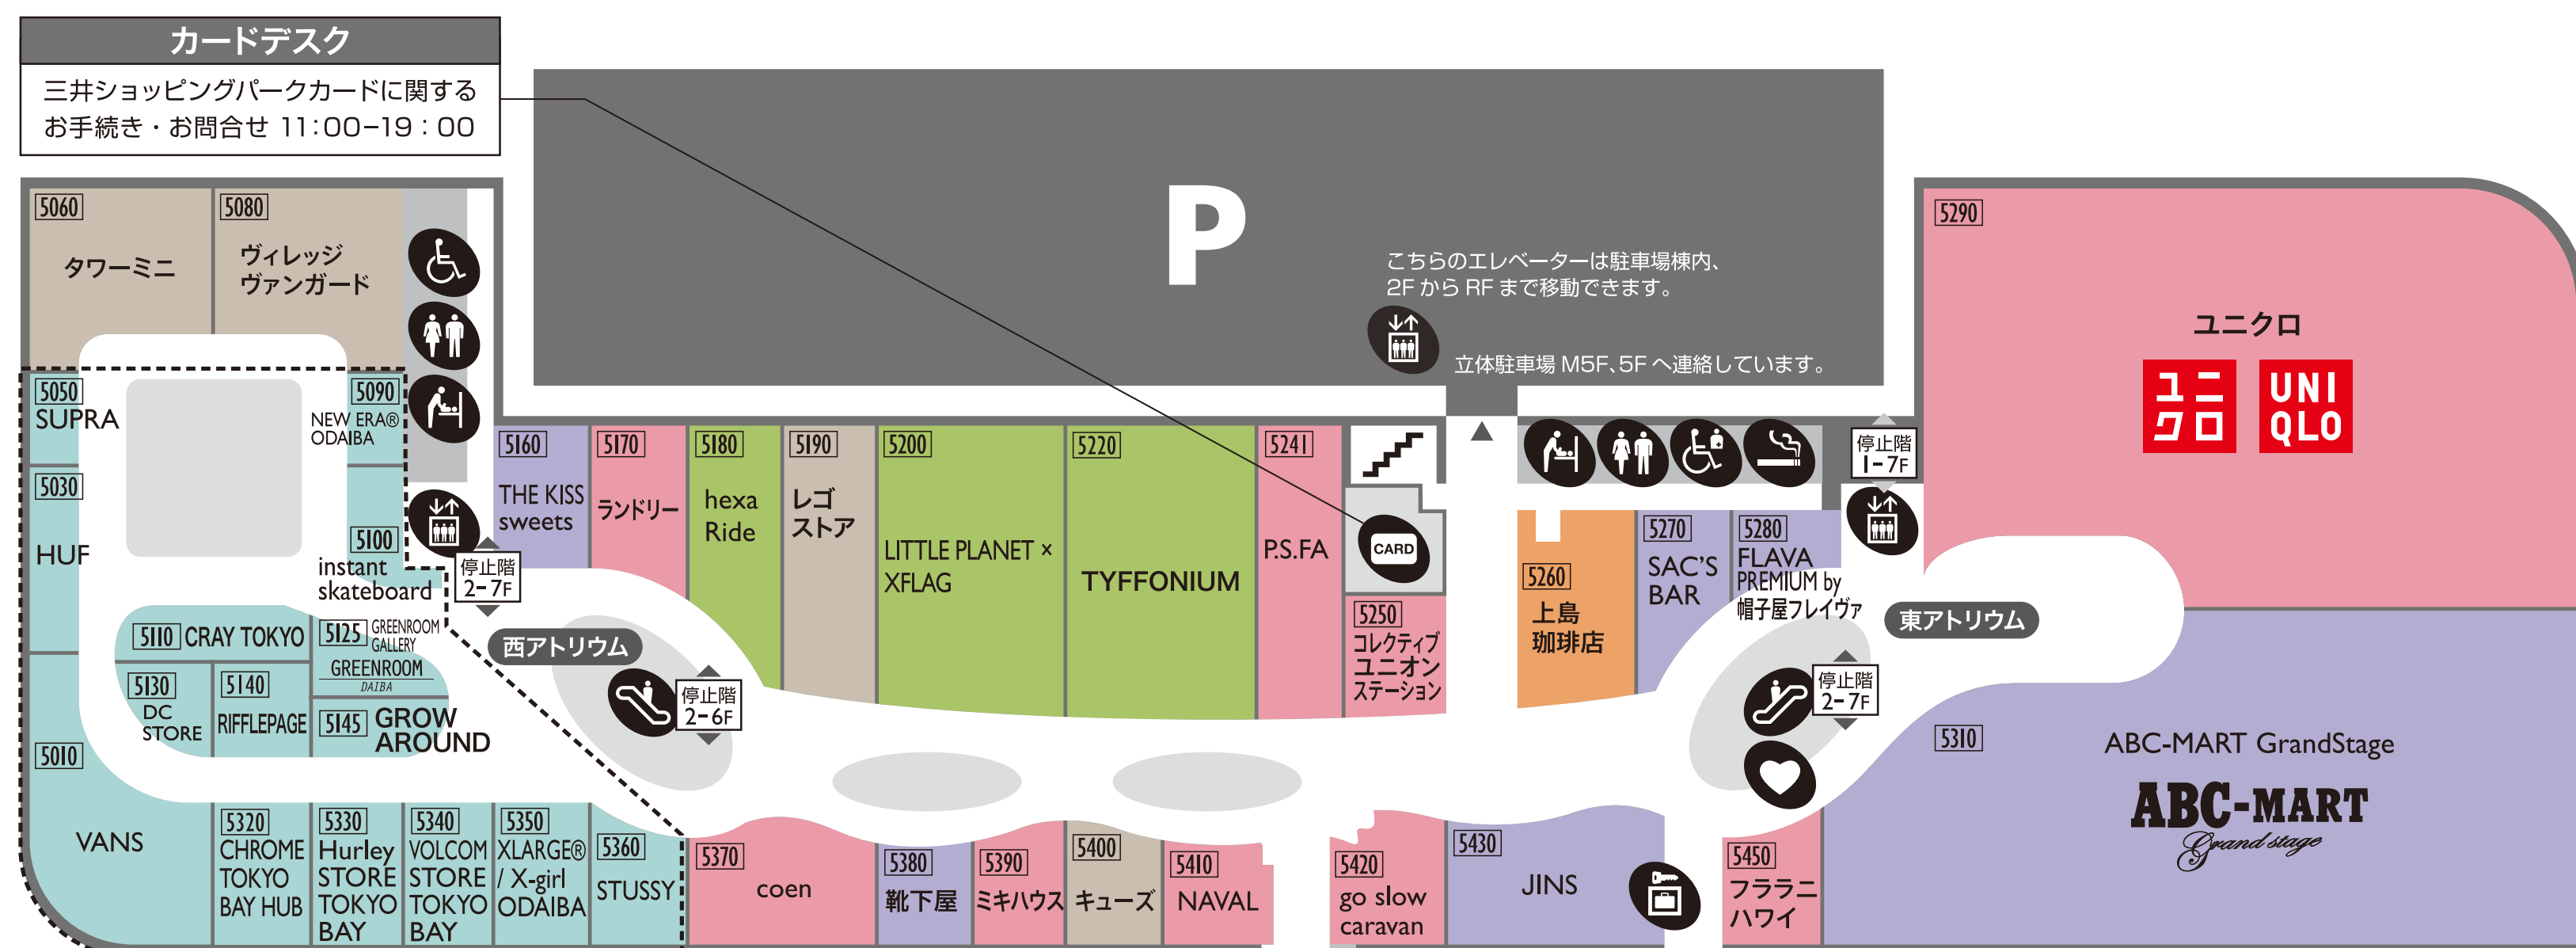 カードデスク
三井ショッピングパークカードに関する
お手続き・お問合せ 11:00-19:00
P
こちらのエレベーターは駐車場棟内、
2FからRFまで移動できます。
立体駐車場M5F、5Fへ連絡しています。
5060
タワーミニ
5080
ヴィレッジ
ヴァンガード
5050
SUPRA
5090
NEW ERA®
ODAIBA
5030
HUF
5100
instant
skateboard
停止階
2-7F
5110 CRAY TOKYO
5125 GREENROOM
GALLERY
GREENROOM
DAIBA
5130
DC
STORE
5140
RIFFLEPAGE
5145 GROW
AROUND
5010
VANS
西アトリウム
停止階
2-6F
5160
THE KISS
sweets
5170
ランドリー
5180
hexa
Ride
5190
レゴ
ストア
5200
LITTLE PLANET ×
XFLAG
5220
TYFFONIUM
5241
P.S.FA
CARD
5250
コレクティブ
ユニオン
ステーション
5260
上島
珈琲店
5270
SAC'S
BAR
5280
FLAVA
PREMIUM by
帽子屋フレイヴァ
停止階
1-7F
東アトリウム
停止階
2-7F
5290
ユニクロ
ユニ
クロ
UNI
QLO
5310
ABC-MART GrandStage
ABC-MART
Grand stage
5320
CHROME
TOKYO
BAY HUB
5330
Hurley
STORE
TOKYO
BAY
5340
VOLCOM
STORE
TOKYO
BAY
5350
XLARGE®
/ X-girl
ODAIBA
5360
STUSSY
5370
coen
5380
靴下屋
5390
ミキハウス
5400
キューズ
5410
NAVAL
5420
go slow
caravan
5430
JINS
5450
フララニ
ハワイ